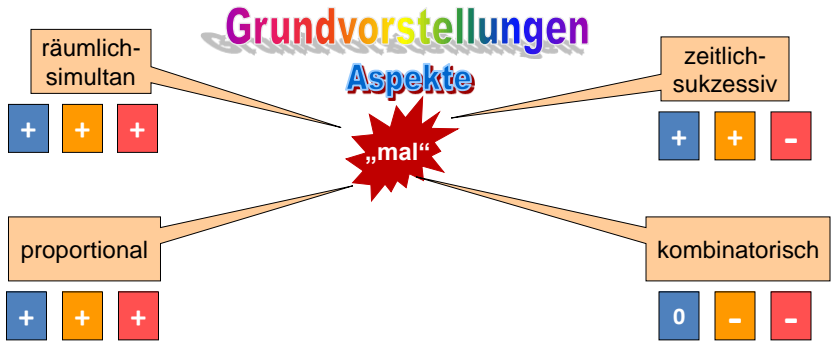 Grundvorstellungen
Aspekte
räumlich-
simultan
+ + +
zeitlich-
sukzessiv
+ + -
„mal“
proportional
+ + +
kombinatorisch
0 - -